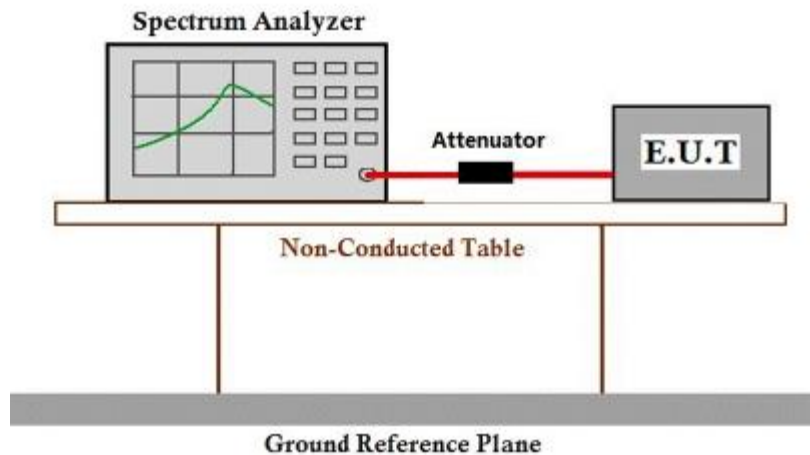 Spectrum Analyzer
Attenuator
E.U.T
Non-Conducted Table
Ground Reference Plane